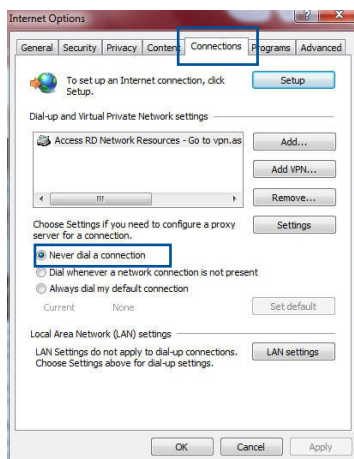 Internet Options
General Security Privacy Content Connections Programs Advanced
To set up an Internet connection, click
Setup.
Setup
Dial-up and Virtual Private Network settings
Access RD Network Resources - Go to vpn.as
Add...
Add VPN...
Remove...
Choose Settings if you need to configure a proxy
server for a connection.
Settings
Never dial a connection
Dial whenever a network connection is not present
Always dial my default connection
Current None
Set default
Local Area Network (LAN) settings
LAN Settings do not apply to dial-up connections.
Choose Settings above for dial-up settings.
LAN settings
OK Cancel Apply